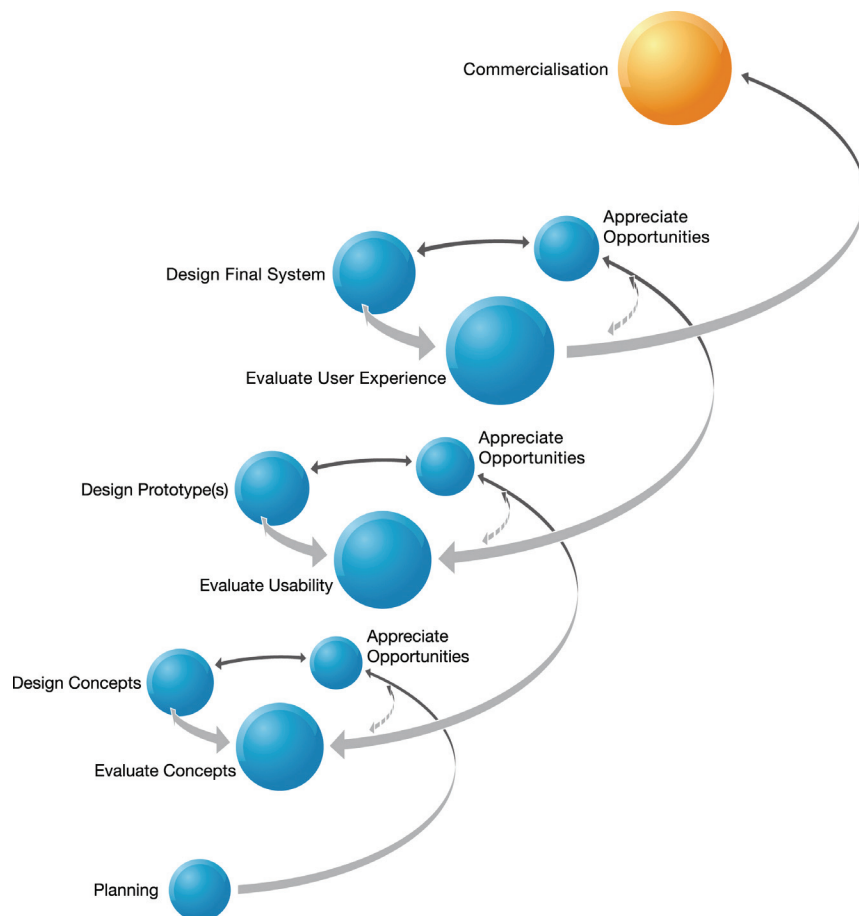 Commercialisation
Appreciate
Opportunities
Design Final System
Evaluate User Experience
Appreciate
Opportunities
Design Prototype(s)
Evaluate Usability
Appreciate
Opportunities
Design Concepts
Evaluate Concepts
Planning